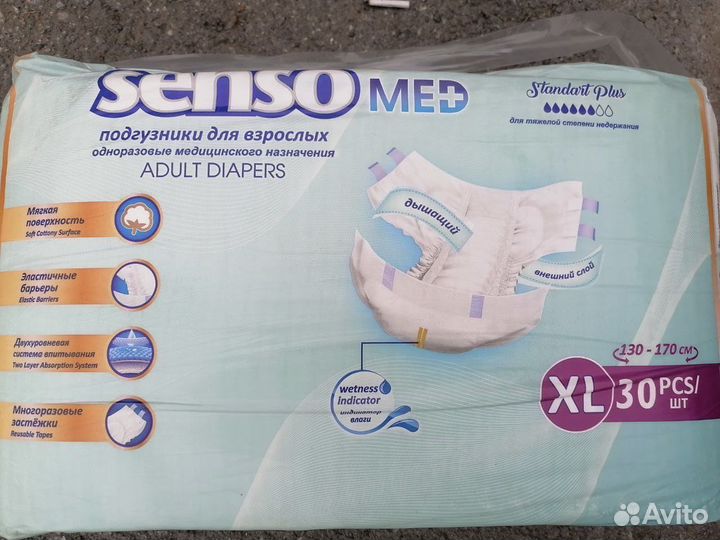 senso MED
подгузники для взрослых
одноразовые медицинского назначения
ADULT DIAPERS
Standart Plus
для тяжелой степени недержания
Мягкая
поверхность
Soft Cottony Surface
Эластичные
барьеры
Elastic Barriers
Двухуровневая
система впитывания
Two Layer Absorption System
Многоразовые
застёжки
Reusable Tapes
дышащий
внешний слой
wetness
indicator
индикатор
влаги
130 - 170 см
XL 30 PCS/
шт
Avito